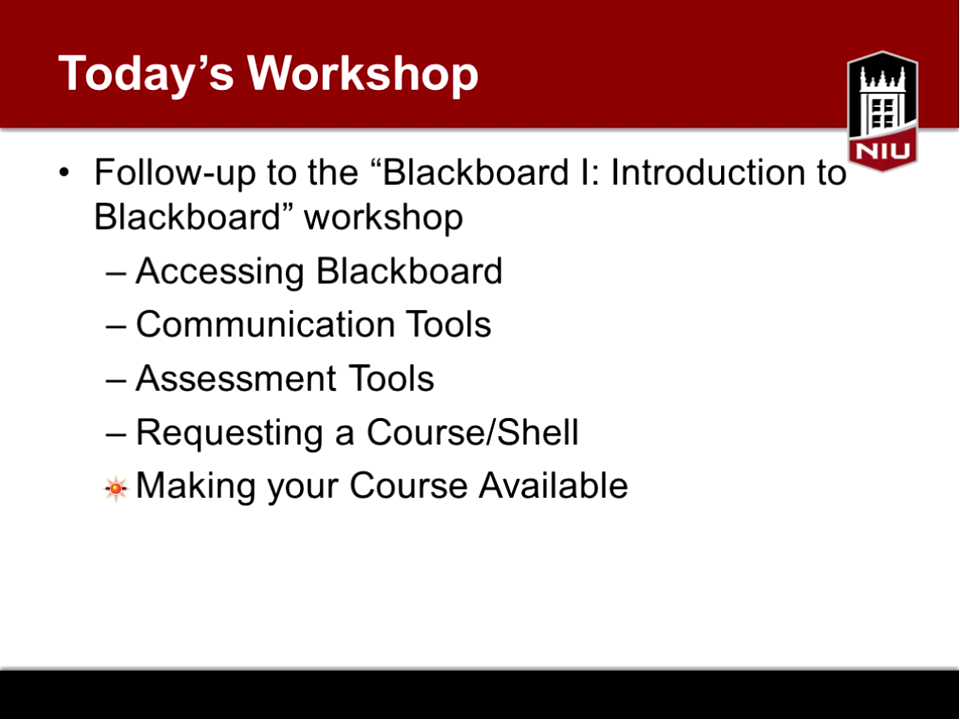 Today’s Workshop
NIU
• Follow-up to the “Blackboard I: Introduction to
Blackboard” workshop
– Accessing Blackboard
– Communication Tools
– Assessment Tools
– Requesting a Course/Shell
Making your Course Available